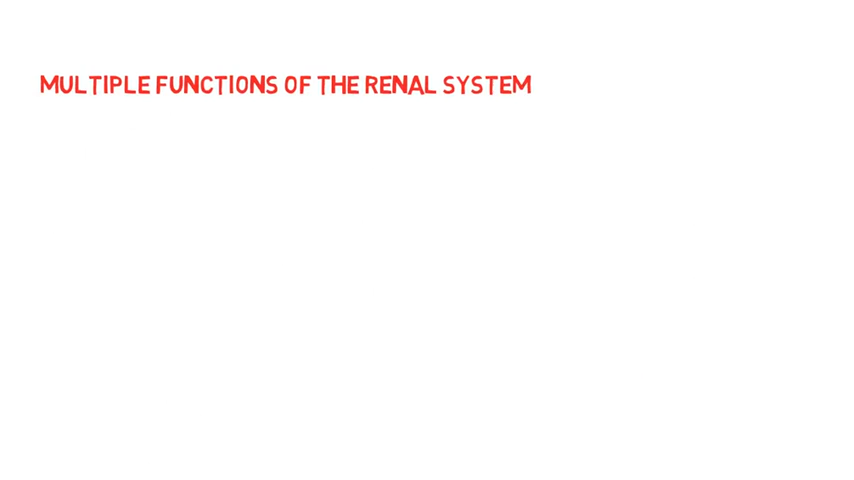 MULTIPLE FUNCTIONS OF THE RENAL SYSTEM